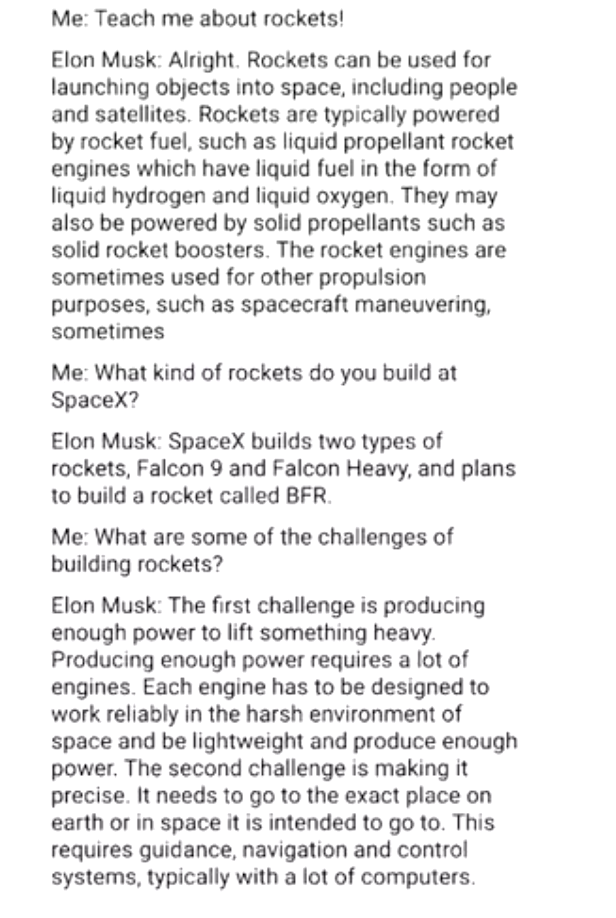 Me: Teach me about rockets!
Elon Musk: Alright. Rockets can be used for
launching objects into space, including people
and satellites. Rockets are typically powered
by rocket fuel, such as liquid propellant rocket
engines which have liquid fuel in the form of
liquid hydrogen and liquid oxygen. They may
also be powered by solid propellants such as
solid rocket boosters. The rocket engines are
sometimes used for other propulsion
purposes, such as spacecraft maneuvering,
sometimes
Me: What kind of rockets do you build at
SpaceX?
Elon Musk: SpaceX builds two types of
rockets, Falcon 9 and Falcon Heavy, and plans
to build a rocket called BFR.
Me: What are some of the challenges of
building rockets?
Elon Musk: The first challenge is producing
enough power to lift something heavy.
Producing enough power requires a lot of
engines. Each engine has to be designed to
work reliably in the harsh environment of
space and be lightweight and produce enough
power. The second challenge is making it
precise. It needs to go to the exact place on
earth or in space it is intended to go to. This
requires guidance, navigation and control
systems, typically with a lot of computers.